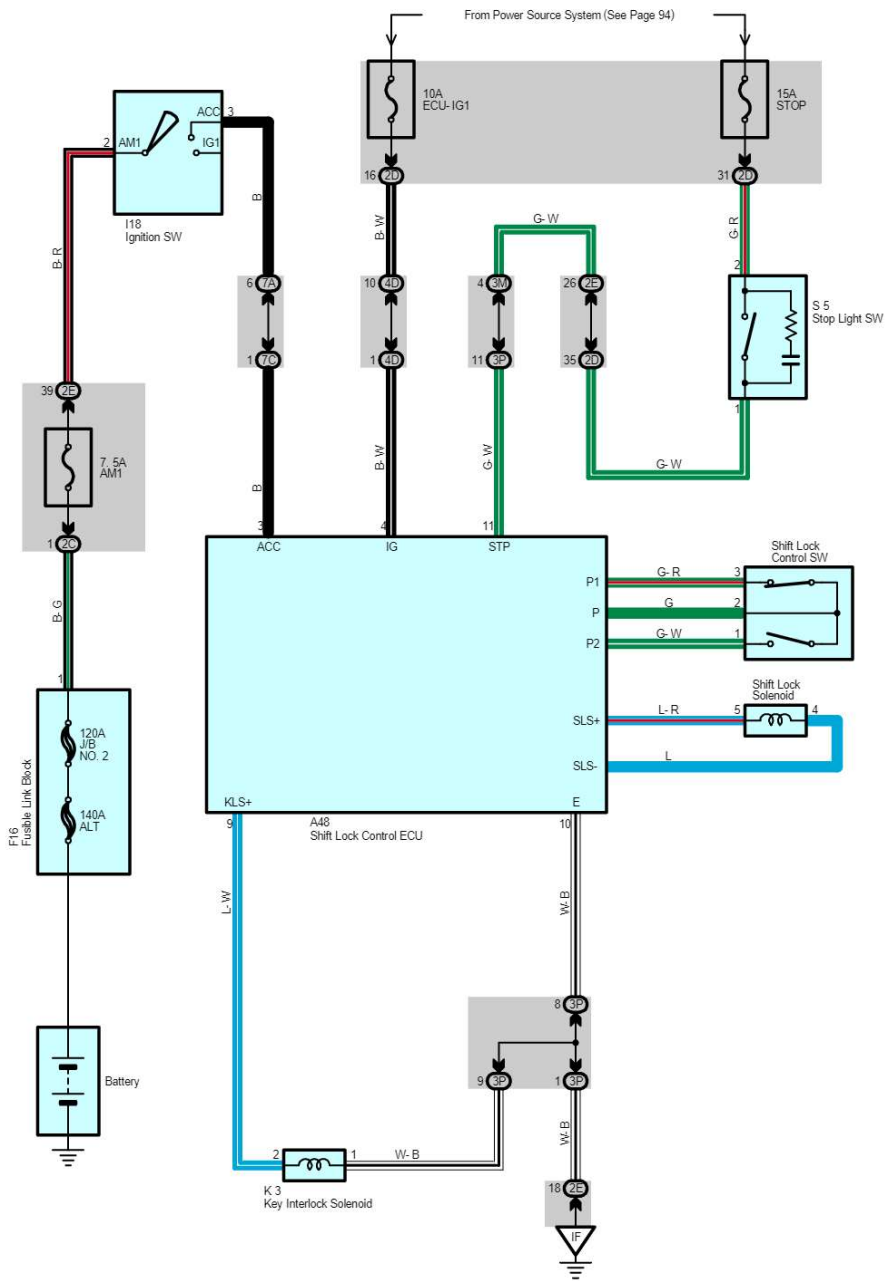 From Power Source System (See Page 94)
10A
ECU- IG1
15A
STOP
ACC 3
2 AM1
IG1
I18
Ignition SW
16 2D
31 2D
B- R
B
B- W
G- W
G- R
2
6 7A
10 4D
4 3M
26 2E
S 5
Stop Light SW
1 7C
1 4D
11 3P
35 2D
39 2E
1
7. 5A
AM1
G- W
B
B- W
G- W
1 2C
3
4
11
ACC
IG
STP
Shift Lock
Control SW
P1
G- R
3
P
G
2
P2
G- W
1
B- G
1
Shift Lock
Solenoid
SLS+
L- R
5
4
SLS-
L
120A
J/B
NO. 2
140A
ALT
F16
Fusible Link Block
KLS+
E
9
A48
Shift Lock Control ECU
10
L- W
W- B
8 3P
9 3P
1 3P
Battery
W- B
2
1
W- B
K 3
Key Interlock Solenoid
18 2E
IF